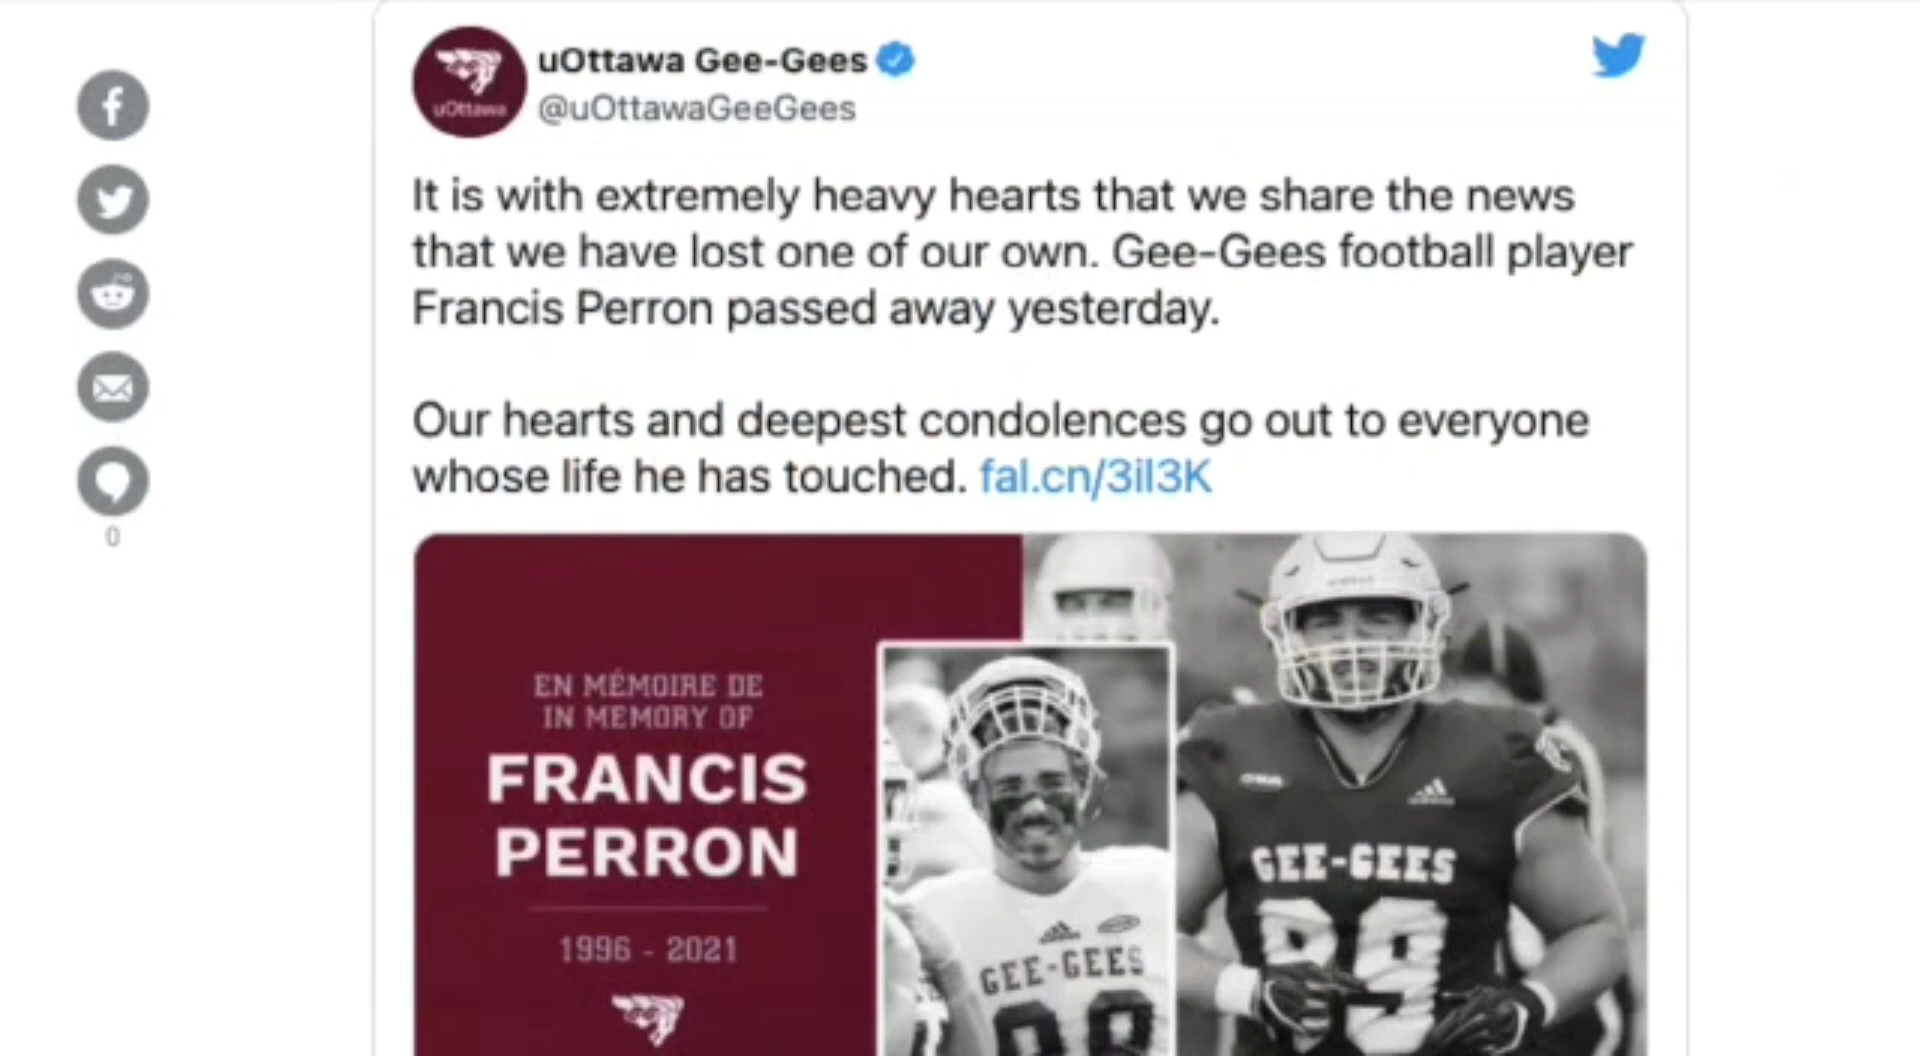 uOttawa Gee-Gees
@uOttawaGeeGees
uOttawa
It is with extremely heavy hearts that we share the news
that we have lost one of our own. Gee-Gees football player
Francis Perron passed away yesterday.
Our hearts and deepest condolences go out to everyone
whose life he has touched. fal.cn/3il3K
0
EN MÉMOIRE DE
IN MEMORY OF
FRANCIS
PERRON
1996 - 2021
GEE-GEES
GEE-GEES
99